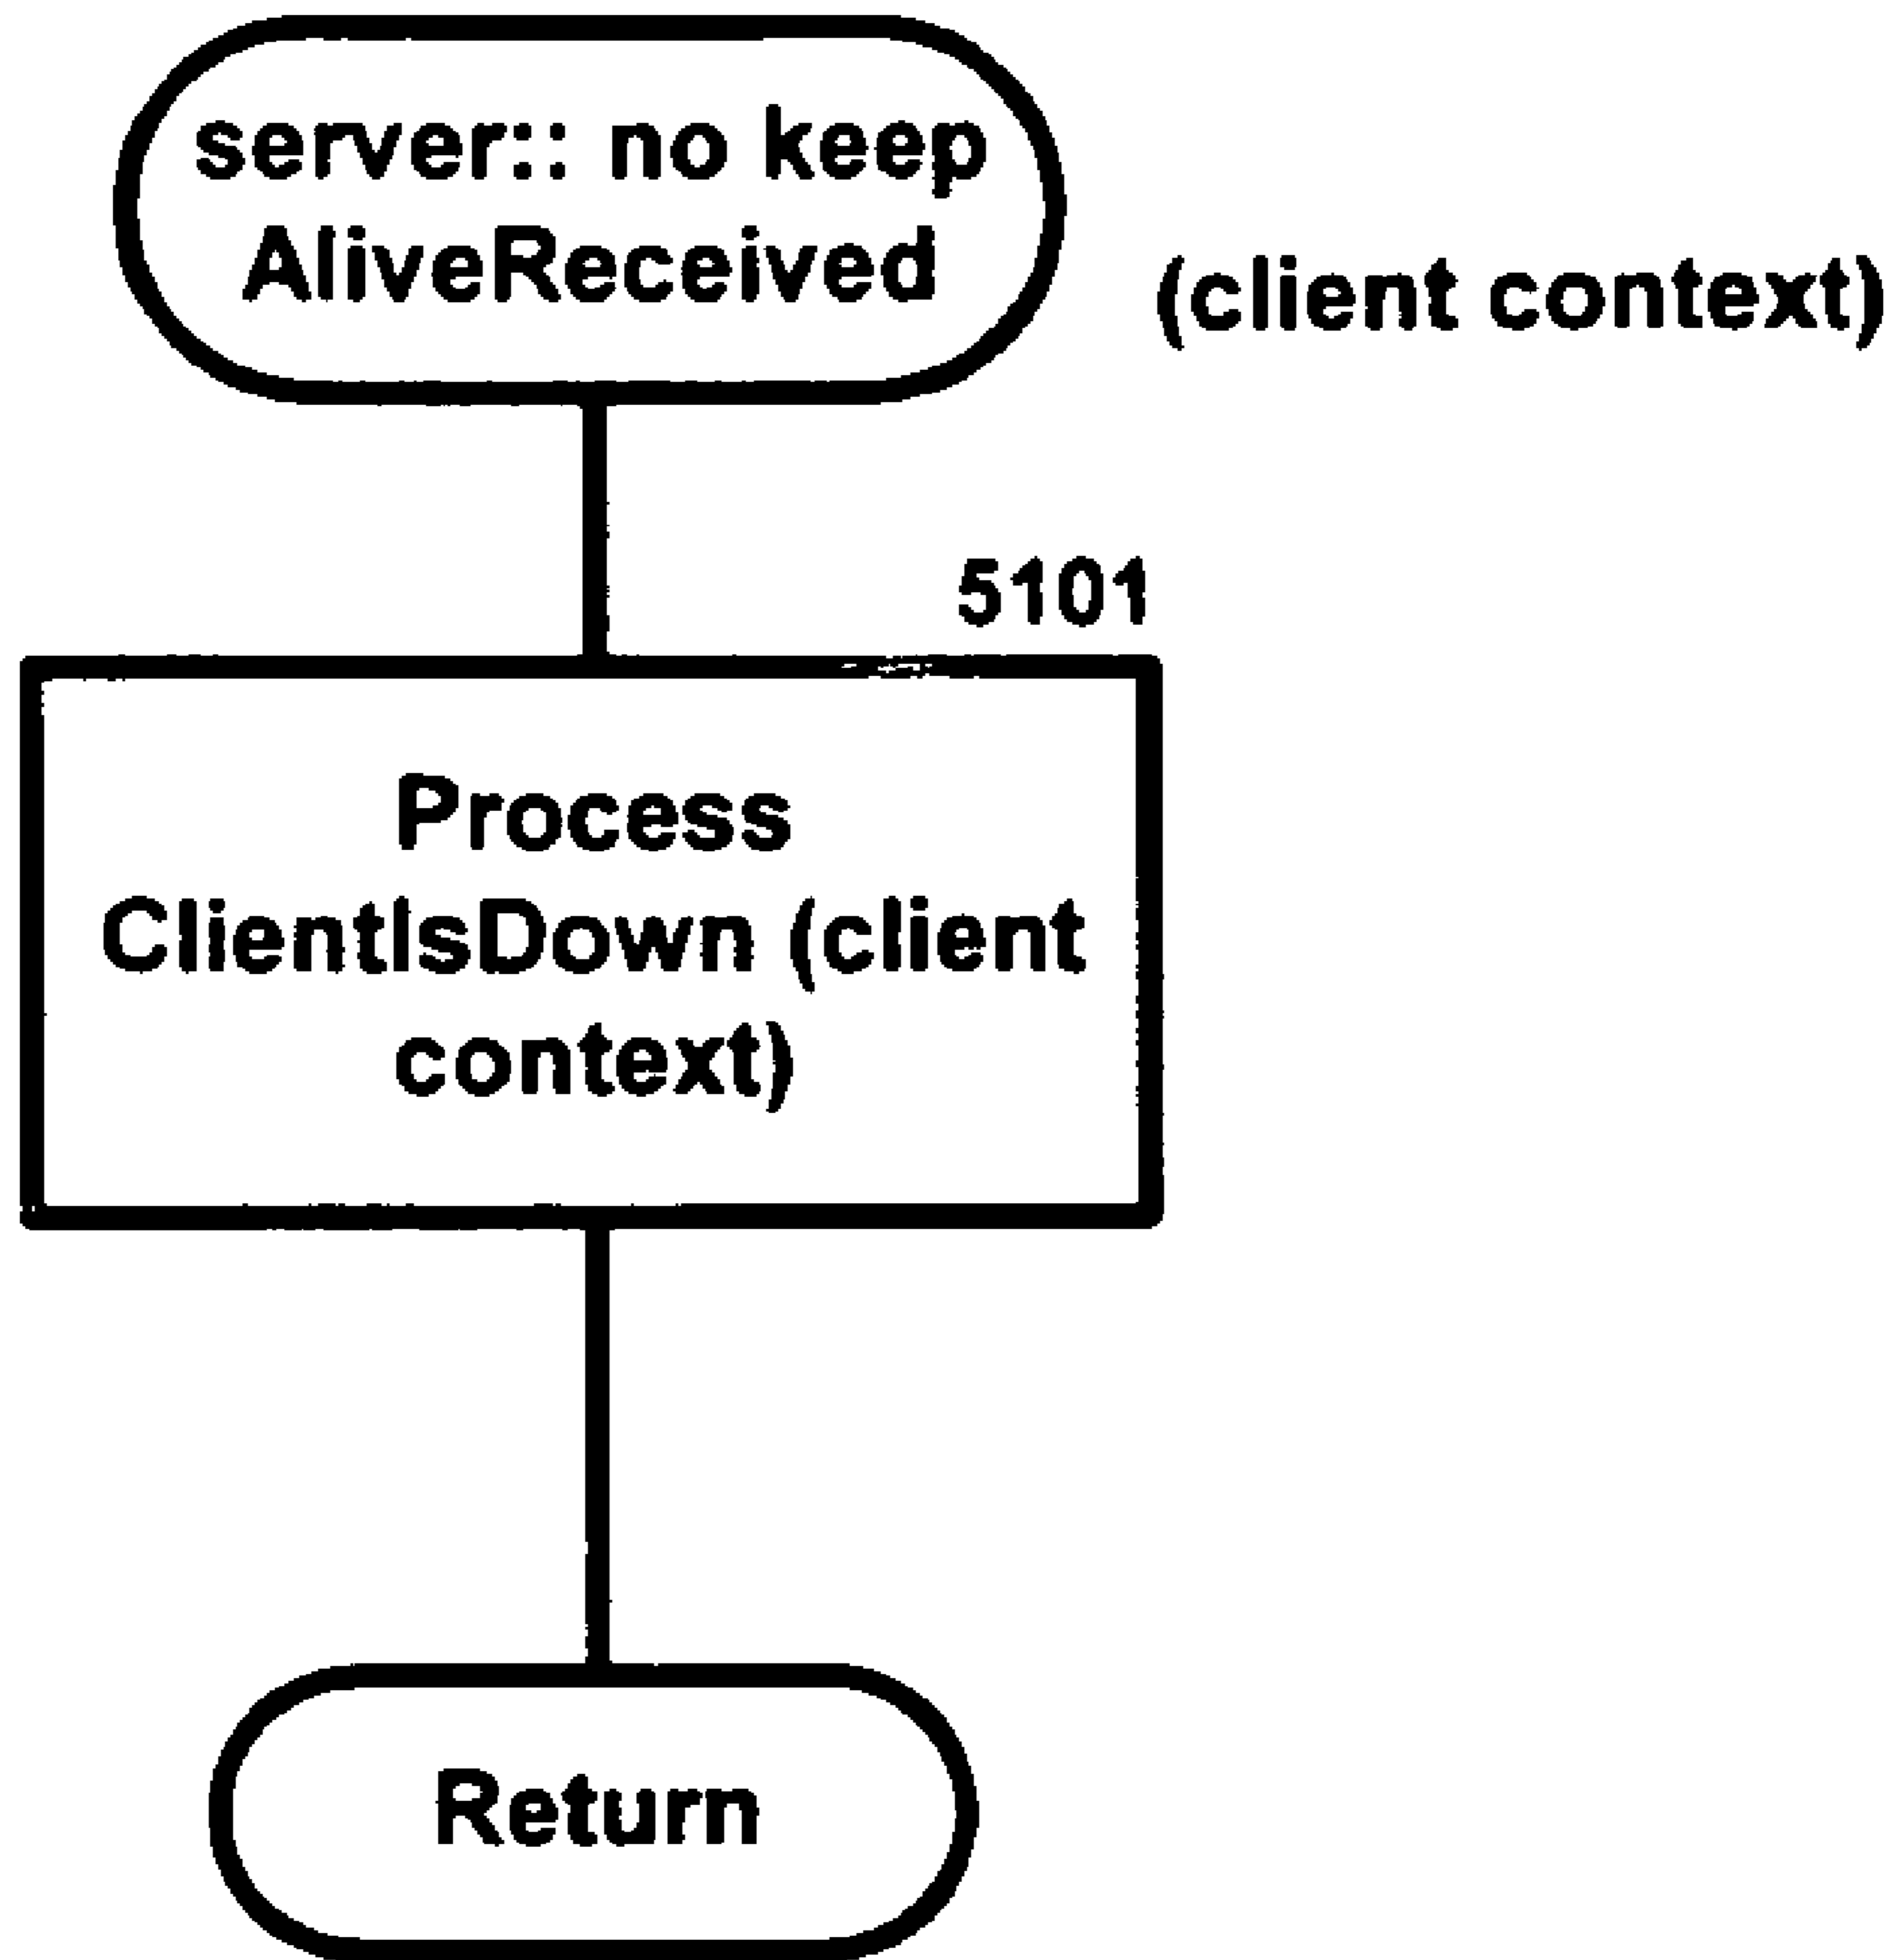 server:: no keep
AliveReceived
(client context)
5101
Process
ClientIsDown (client
context)
Return